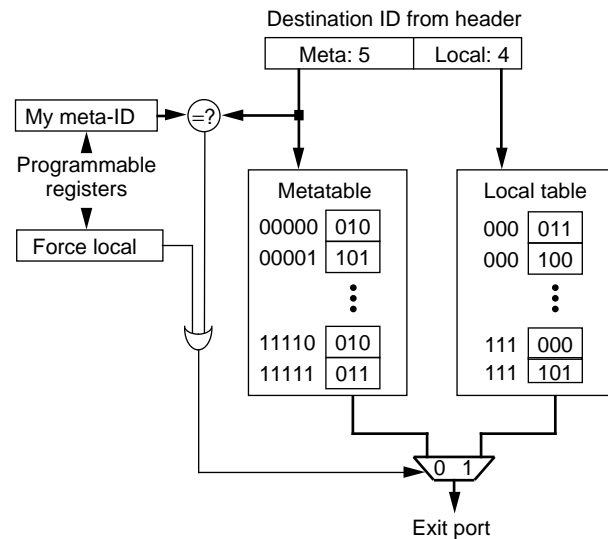 Destination ID from header
Meta: 5 Local: 4
My meta-ID
=?
Programmable
registers
Force local
Metatable
00000 010
00001 101
11110 010
11111 011
Local table
000 011
000 100
111 000
111 101
0 1
Exit port